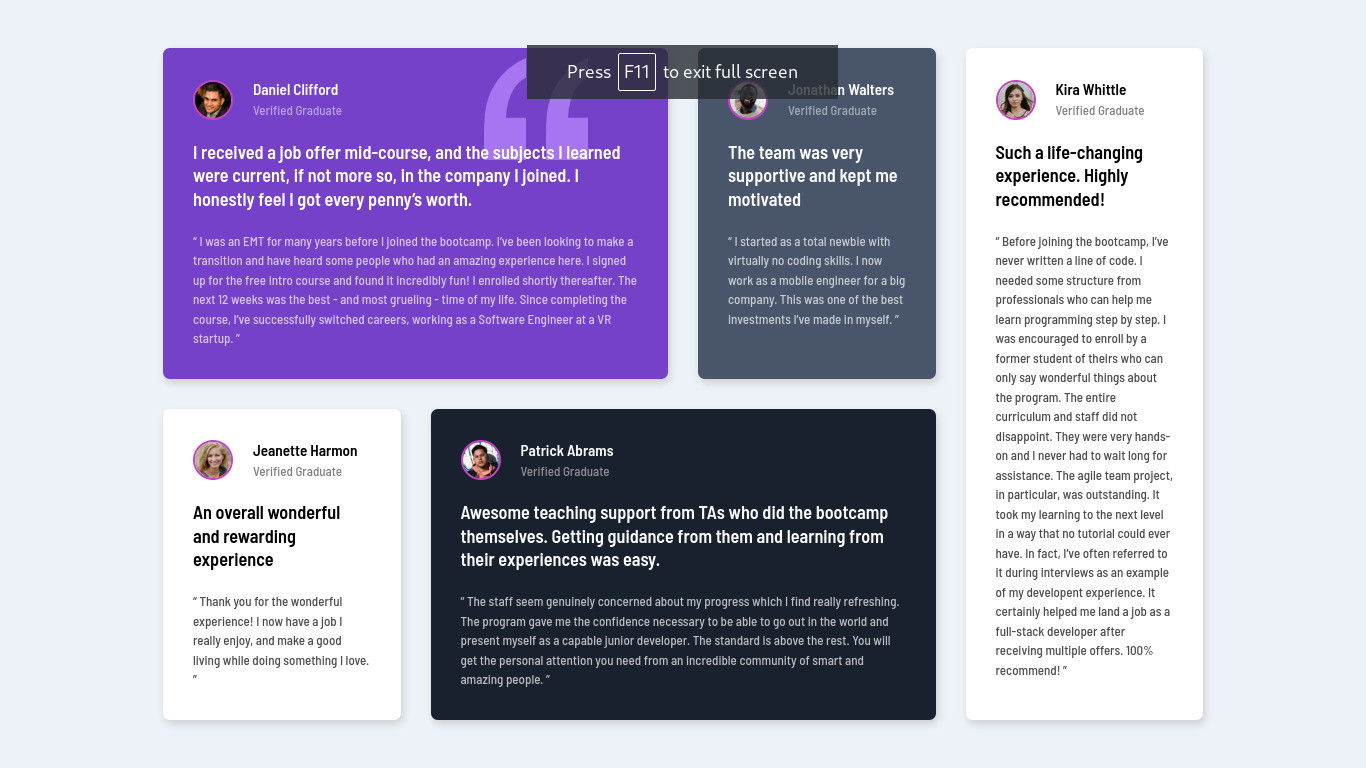 Press F11 to exit full screen
Daniel Clifford
Verified Graduate
I received a job offer mid-course, and the subjects I learned
were current, if not more so, in the company I joined. I
honestly feel I got every penny’s worth.
“ I was an EMT for many years before I joined the bootcamp. I’ve been looking to make a
transition and have heard some people who had an amazing experience here. I signed
up for the free intro course and found it incredibly fun! I enrolled shortly thereafter. The
next 12 weeks was the best - and most grueling - time of my life. Since completing the
course, I’ve successfully switched careers, working as a Software Engineer at a VR
startup. ”
Jonathan Walters
Verified Graduate
The team was very
supportive and kept me
motivated
“ I started as a total newbie with
virtually no coding skills. I now
work as a mobile engineer for a big
company. This was one of the best
investments I’ve made in myself. ”
Kira Whittle
Verified Graduate
Such a life-changing
experience. Highly
recommended!
“ Before joining the bootcamp, I’ve
never written a line of code. I
needed some structure from
professionals who can help me
learn programming step by step. I
was encouraged to enroll by a
former student of theirs who can
only say wonderful things about
the program. The entire
curriculum and staff did not
disappoint. They were very hands-
on and I never had to wait long for
assistance. The agile team project,
in particular, was outstanding. It
took my learning to the next level
in a way that no tutorial could ever
have. In fact, I’ve often referred to
it during interviews as an example
of my developent experience. It
certainly helped me land a job as a
full-stack developer after
receiving multiple offers. 100%
recommend! ”
Jeanette Harmon
Verified Graduate
An overall wonderful
and rewarding
experience
“ Thank you for the wonderful
experience! I now have a job I
really enjoy, and make a good
living while doing something I love.
”
Patrick Abrams
Verified Graduate
Awesome teaching support from TAs who did the bootcamp
themselves. Getting guidance from them and learning from
their experiences was easy.
“ The staff seem genuinely concerned about my progress which I find really refreshing.
The program gave me the confidence necessary to be able to go out in the world and
present myself as a capable junior developer. The standard is above the rest. You will
get the personal attention you need from an incredible community of smart and
amazing people. ”